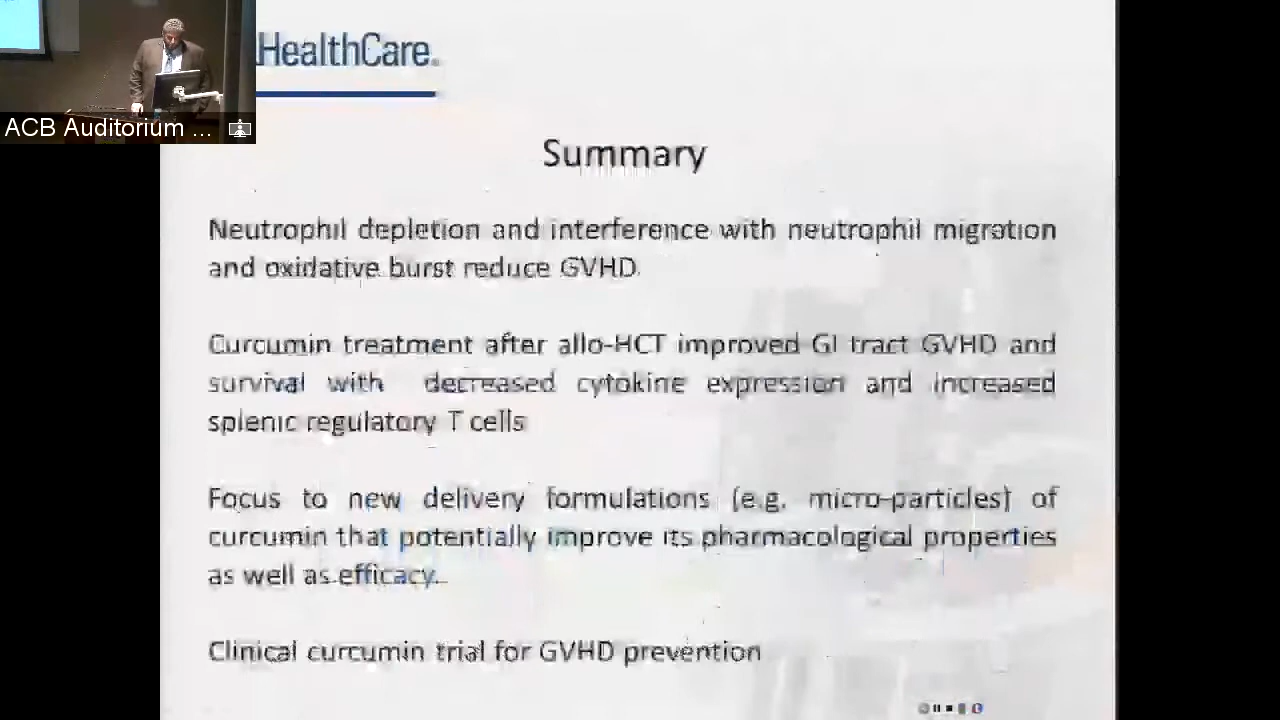 HealthCare.
ACB Auditorium ...
Summary
Neutrophil depletion and interference with neutrophil migration
and oxidative burst reduce GVHD.
Curcumin treatment after allo-HCT improved GI tract GVHD and
survival with decreased cytokine expression and increased
splenic regulatory T cells
Focus to new delivery formulations (e.g. micro-particles) of
curcumin that potentially improve its pharmacological properties
as well as efficacy.
Clinical curcumin trial for GVHD prevention